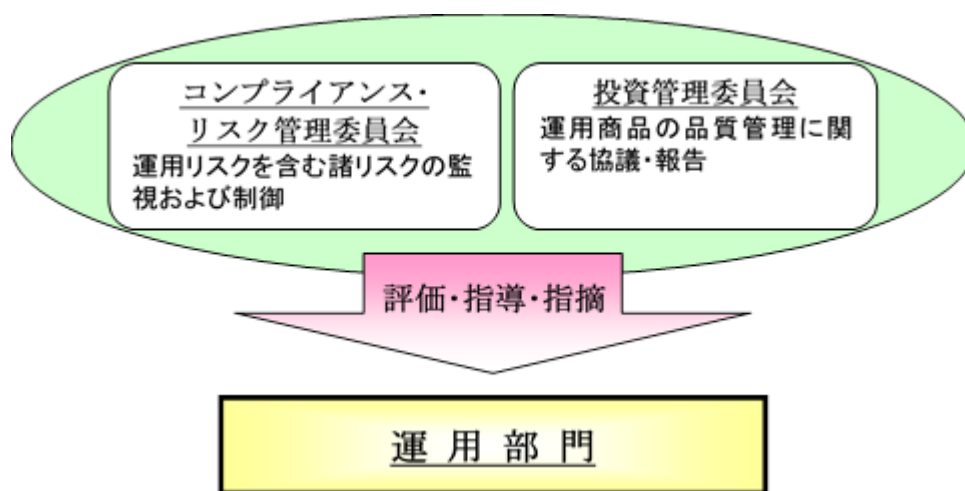 コンプライアンス・
リスク管理委員会
運用リスクを含む諸リスクの監
視および制御
投資管理委員会
運用商品の品質管理に関
する協議・報告
評価・指導・指摘
運用部門